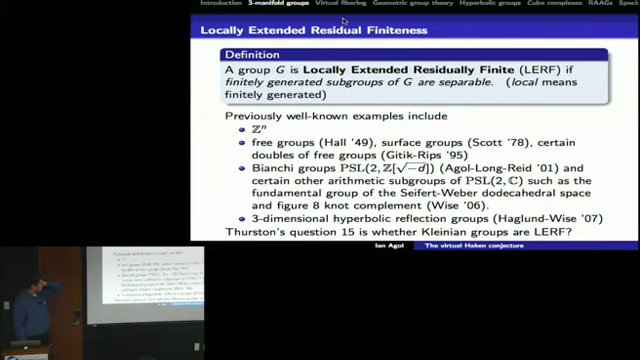 Introduction 3-manifold groups Virtual fibering Geometric group theory Hyperbolic groups Cube complexes RAAGs Speci
Locally Extended Residual Finiteness
Definition
A group G is Locally Extended Residually Finite (LERF) if
finitely generated subgroups of G are separable. (local means
finitely generated)
Previously well-known examples include
ℤⁿ
free groups (Hall '49), surface groups (Scott '78), certain
doubles of free groups (Gitik-Rips '95)
Bianchi groups PSL(2, ℤ[√−d]) (Agol-Long-Reid '01) and
certain other arithmetic subgroups of PSL(2, ℂ) such as the
fundamental group of the Seifert-Weber dodecahedral space
and figure 8 knot complement (Wise '06).
3-dimensional hyperbolic reflection groups (Haglund-Wise '07)
Thurston's question 15 is whether Kleinian groups are LERF?
Ian Agol The virtual Haken conjecture